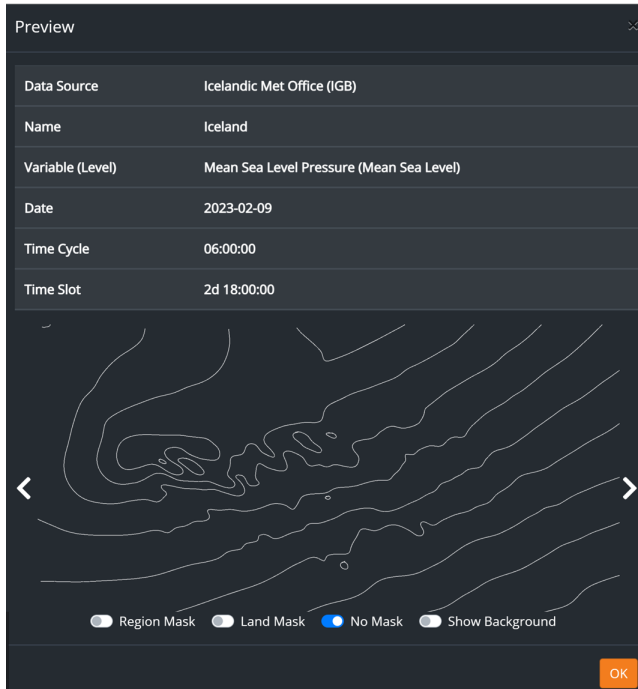 Preview
Data Source Icelandic Met Office (IGB)
Name Iceland
Variable (Level) Mean Sea Level Pressure (Mean Sea Level)
Date 2023-02-09
Time Cycle 06:00:00
Time Slot 2d 18:00:00
Region Mask Land Mask No Mask Show Background
OK